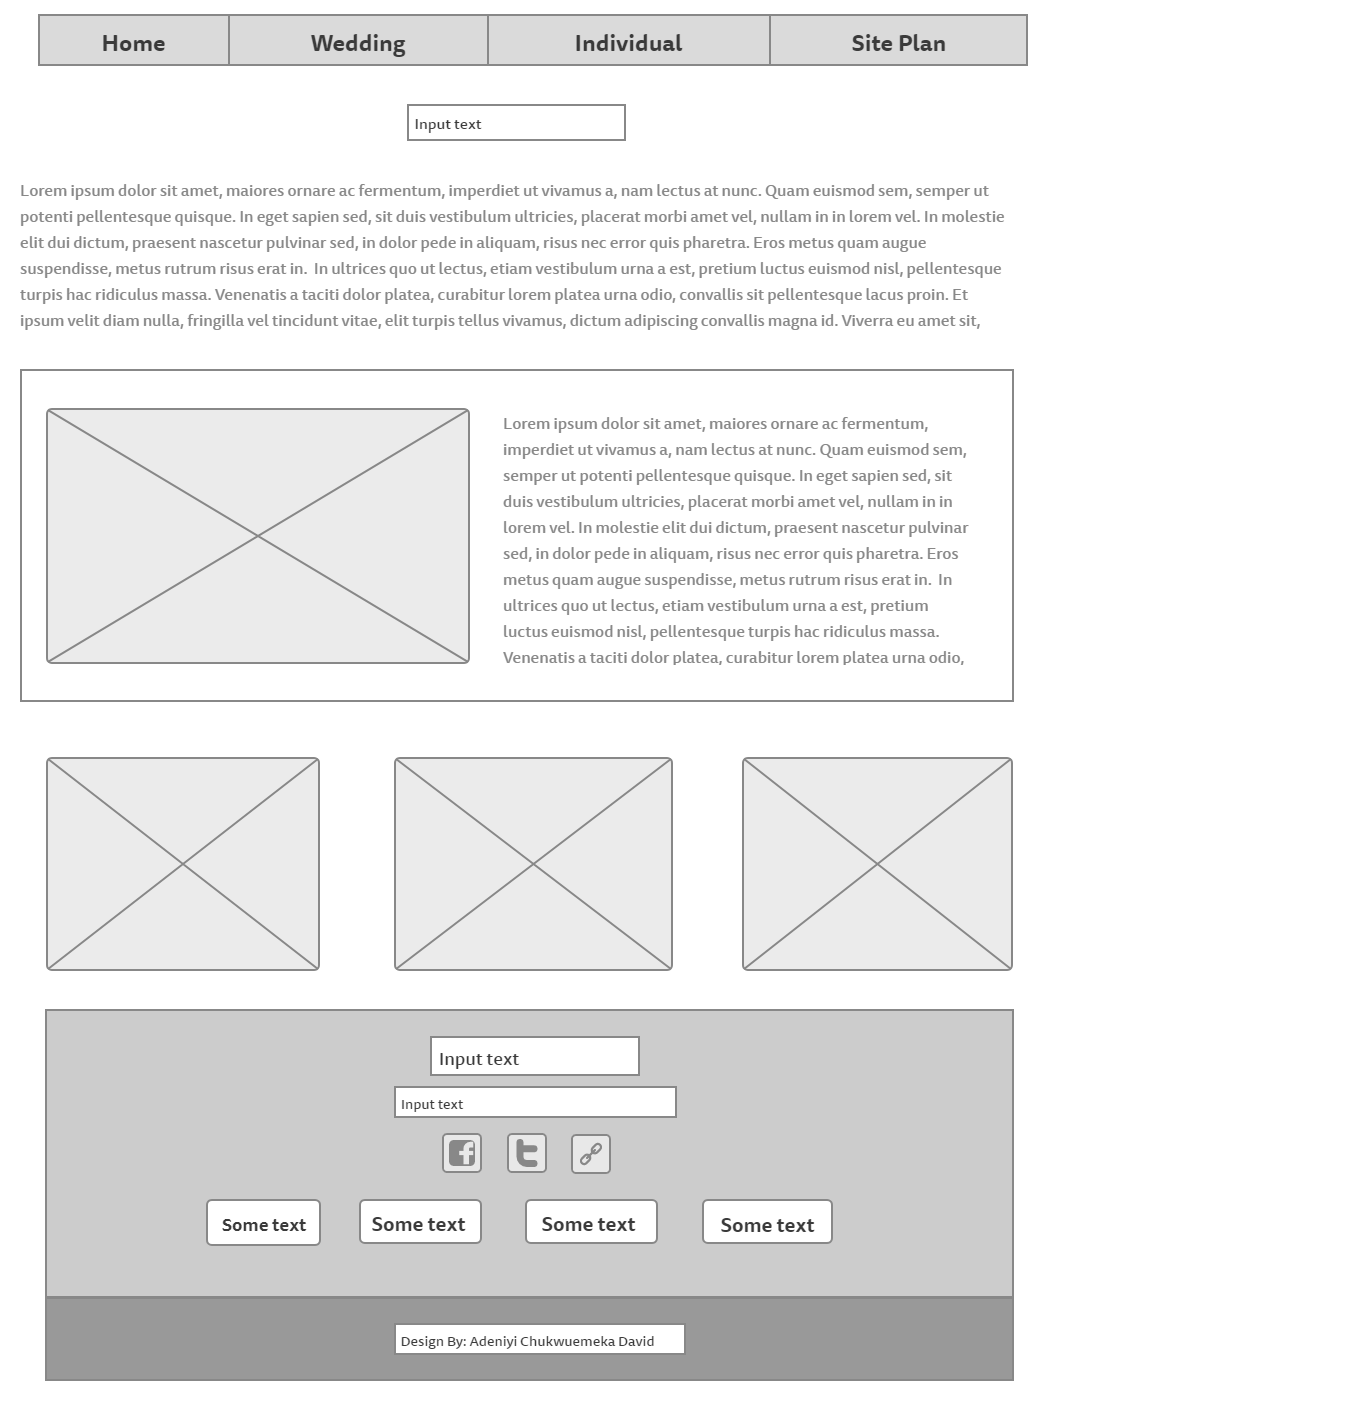 Home Wedding Individual Site Plan
Input text
Lorem ipsum dolor sit amet, maiores ornare ac fermentum, imperdiet ut vivamus a, nam lectus at nunc. Quam euismod sem, semper ut
potenti pellentesque quisque. In eget sapien sed, sit duis vestibulum ultricies, placerat morbi amet vel, nullam in in lorem vel. In molestie
elit dui dictum, praesent nascetur pulvinar sed, in dolor pede in aliquam, risus nec error quis pharetra. Eros metus quam augue
suspendisse, metus rutrum risus erat in.  In ultrices quo ut lectus, etiam vestibulum urna a est, pretium luctus euismod nisl, pellentesque
turpis hac ridiculus massa. Venenatis a taciti dolor platea, curabitur lorem platea urna odio, convallis sit pellentesque lacus proin. Et
ipsum velit diam nulla, fringilla vel tincidunt vitae, elit turpis tellus vivamus, dictum adipiscing convallis magna id. Viverra eu amet sit,
Lorem ipsum dolor sit amet, maiores ornare ac fermentum,
imperdiet ut vivamus a, nam lectus at nunc. Quam euismod sem,
semper ut potenti pellentesque quisque. In eget sapien sed, sit
duis vestibulum ultricies, placerat morbi amet vel, nullam in in
lorem vel. In molestie elit dui dictum, praesent nascetur pulvinar
sed, in dolor pede in aliquam, risus nec error quis pharetra. Eros
metus quam augue suspendisse, metus rutrum risus erat in.  In
ultrices quo ut lectus, etiam vestibulum urna a est, pretium
luctus euismod nisl, pellentesque turpis hac ridiculus massa.
Venenatis a taciti dolor platea, curabitur lorem platea urna odio,
Input text
Input text
Some text Some text Some text Some text
Design By: Adeniyi Chukwuemeka David